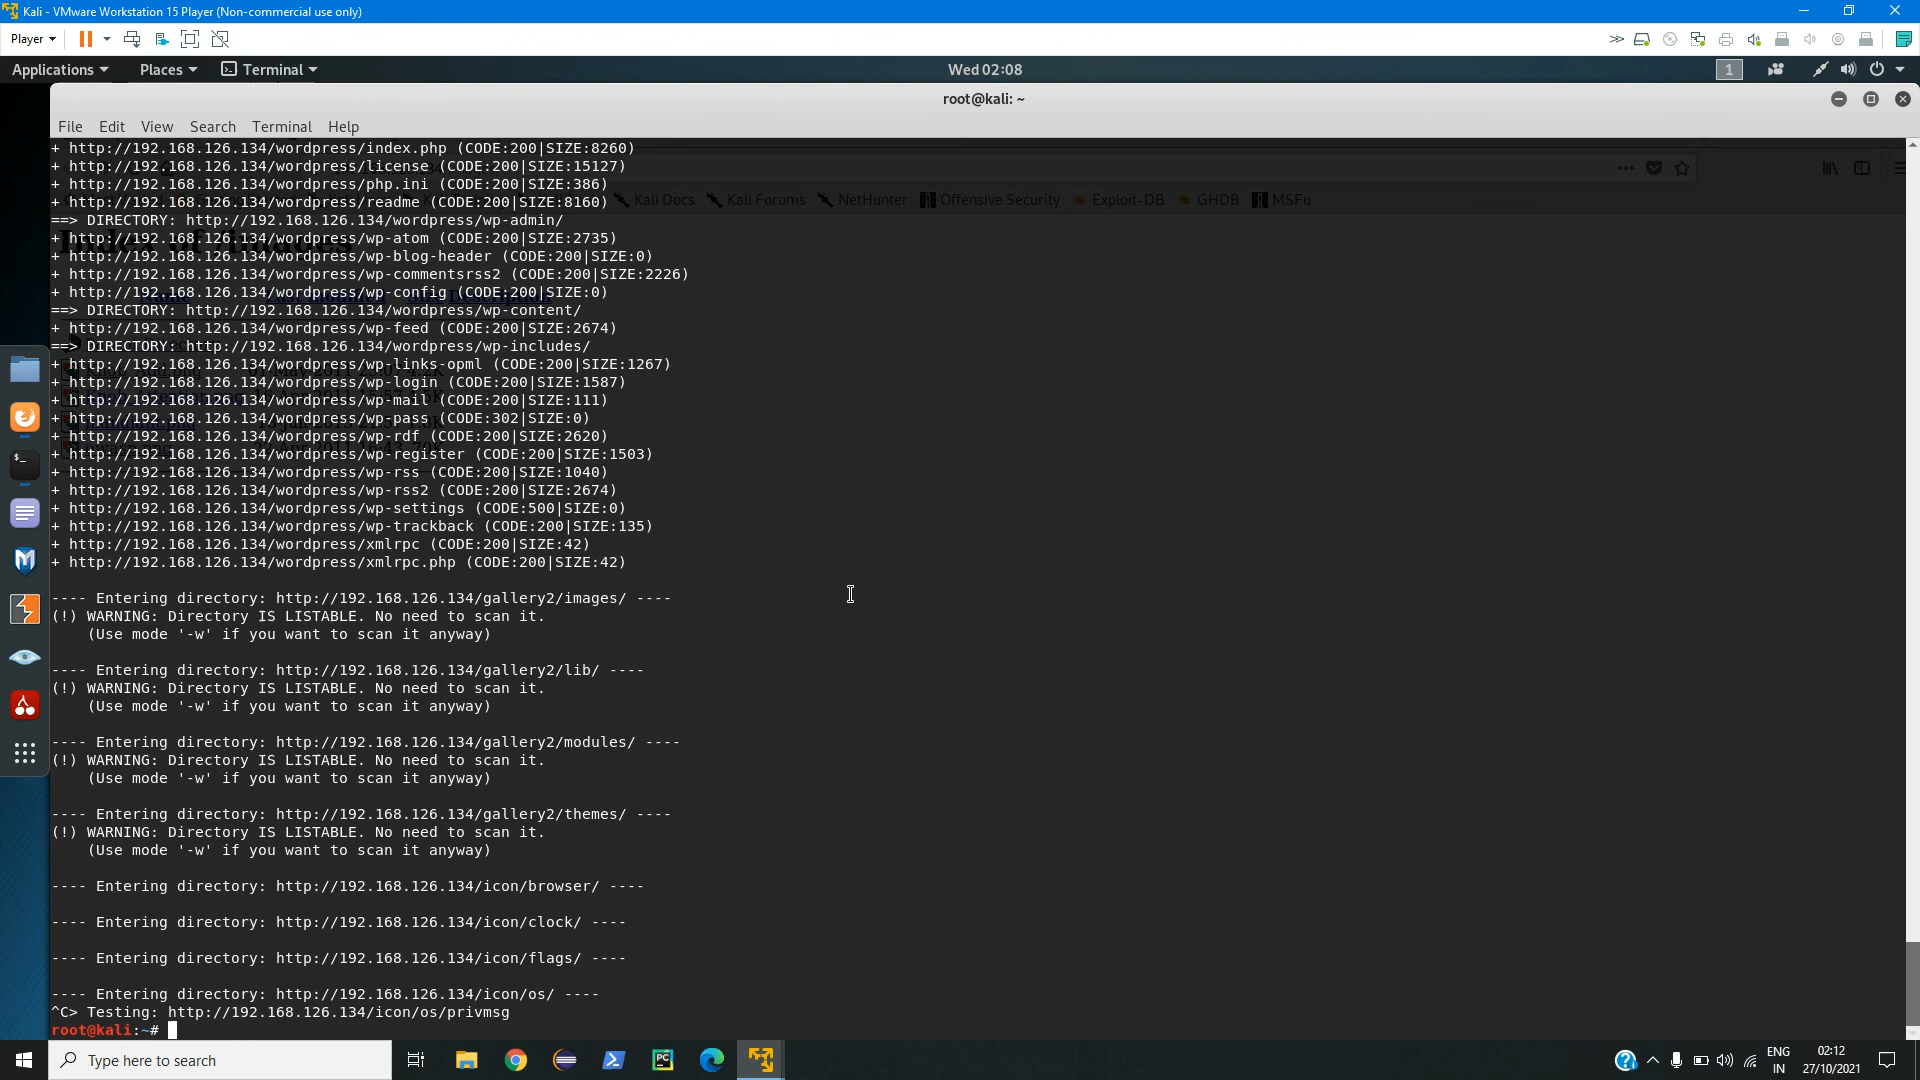 Kali - VMware Workstation 15 Player (Non-commercial use only)
Player
Applications Places Terminal Wed 02:08 1
root@kali: ~
File Edit View Search Terminal Help
+ http://192.168.126.134/wordpress/index.php (CODE:200|SIZE:8260)
+ http://192.168.126.134/wordpress/license (CODE:200|SIZE:15127)
+ http://192.168.126.134/wordpress/php.ini (CODE:200|SIZE:386)
+ http://192.168.126.134/wordpress/readme (CODE:200|SIZE:8160)
Kali Docs Kali Forums NetHunter Offensive Security Exploit-DB GHDB MSFu
==> DIRECTORY: http://192.168.126.134/wordpress/wp-admin/
+ http://192.168.126.134/wordpress/wp-atom (CODE:200|SIZE:2735)
Index of /images
+ http://192.168.126.134/wordpress/wp-blog-header (CODE:200|SIZE:0)
+ http://192.168.126.134/wordpress/wp-commentsrss2 (CODE:200|SIZE:2226)
+ http://192.168.126.134/wordpress/wp-config (CODE:200|SIZE:0)
==> DIRECTORY: http://192.168.126.134/wordpress/wp-content/
+ http://192.168.126.134/wordpress/wp-feed (CODE:200|SIZE:2674)
==> DIRECTORY: http://192.168.126.134/wordpress/wp-includes/
+ http://192.168.126.134/wordpress/wp-links-opml (CODE:200|SIZE:1267)
+ http://192.168.126.134/wordpress/wp-login (CODE:200|SIZE:1587)
+ http://192.168.126.134/wordpress/wp-mail (CODE:200|SIZE:111)
+ http://192.168.126.134/wordpress/wp-pass (CODE:302|SIZE:0)
+ http://192.168.126.134/wordpress/wp-rdf (CODE:200|SIZE:2620)
+ http://192.168.126.134/wordpress/wp-register (CODE:200|SIZE:1503)
+ http://192.168.126.134/wordpress/wp-rss (CODE:200|SIZE:1040)
+ http://192.168.126.134/wordpress/wp-rss2 (CODE:200|SIZE:2674)
+ http://192.168.126.134/wordpress/wp-settings (CODE:500|SIZE:0)
+ http://192.168.126.134/wordpress/wp-trackback (CODE:200|SIZE:135)
+ http://192.168.126.134/wordpress/xmlrpc (CODE:200|SIZE:42)
+ http://192.168.126.134/wordpress/xmlrpc.php (CODE:200|SIZE:42)
---- Entering directory: http://192.168.126.134/gallery2/images/ ----
(!) WARNING: Directory IS LISTABLE. No need to scan it.
(Use mode '-w' if you want to scan it anyway)
---- Entering directory: http://192.168.126.134/gallery2/lib/ ----
(!) WARNING: Directory IS LISTABLE. No need to scan it.
(Use mode '-w' if you want to scan it anyway)
---- Entering directory: http://192.168.126.134/gallery2/modules/ ----
(!) WARNING: Directory IS LISTABLE. No need to scan it.
(Use mode '-w' if you want to scan it anyway)
---- Entering directory: http://192.168.126.134/gallery2/themes/ ----
(!) WARNING: Directory IS LISTABLE. No need to scan it.
(Use mode '-w' if you want to scan it anyway)
---- Entering directory: http://192.168.126.134/icon/browser/ ----
---- Entering directory: http://192.168.126.134/icon/clock/ ----
---- Entering directory: http://192.168.126.134/icon/flags/ ----
---- Entering directory: http://192.168.126.134/icon/os/ ----
^C> Testing: http://192.168.126.134/icon/os/privmsg
root@kali:~#
Type here to search
ENG
IN
02:12
27/10/2021